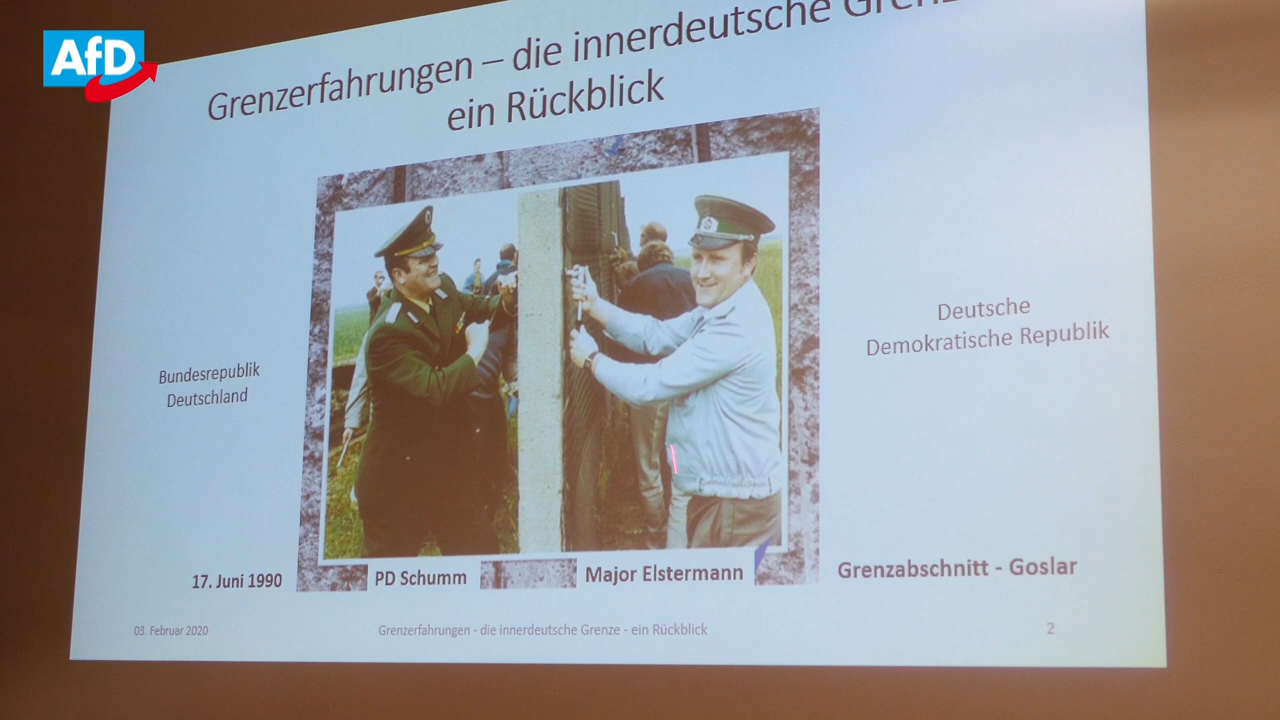 AfD
Grenzerfahrungen – die innerdeutsche
ein Rückblick
Bundesrepublik
Deutschland
Deutsche
Demokratische Republik
17. Juni 1990
PD Schumm
Major Elstermann
Grenzabschnitt - Goslar
03. Februar 2020
Grenzerfahrungen - die innerdeutsche Grenze - ein Rückblick
2